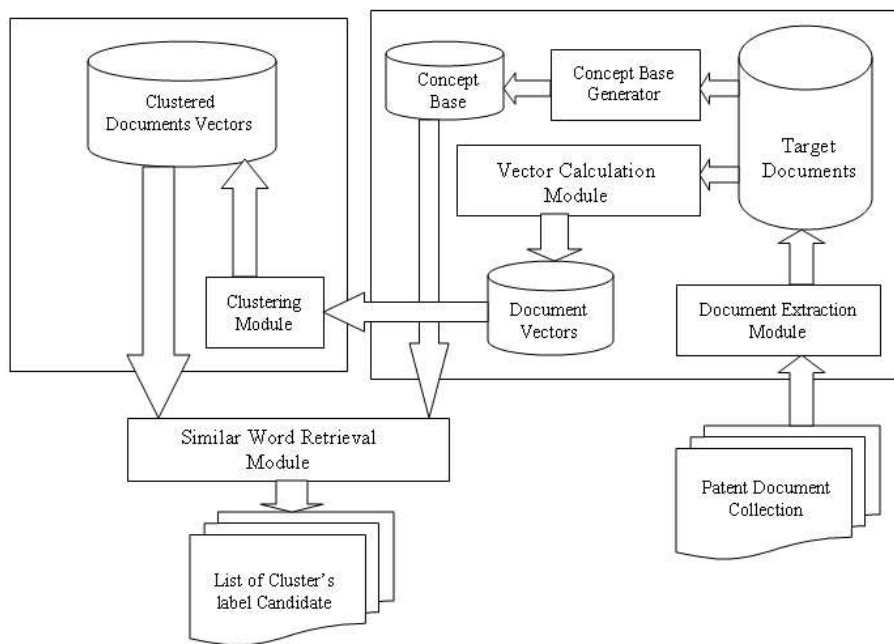 Clustered
Documents Vectors
Concept
Base
Concept Base
Generator
Target
Documents
Vector Calculation
Module
Clustering
Module
Document
Vectors
Document Extraction
Module
Similar Word Retrieval
Module
Patent Document
Collection
List of Cluster's
label Candidate